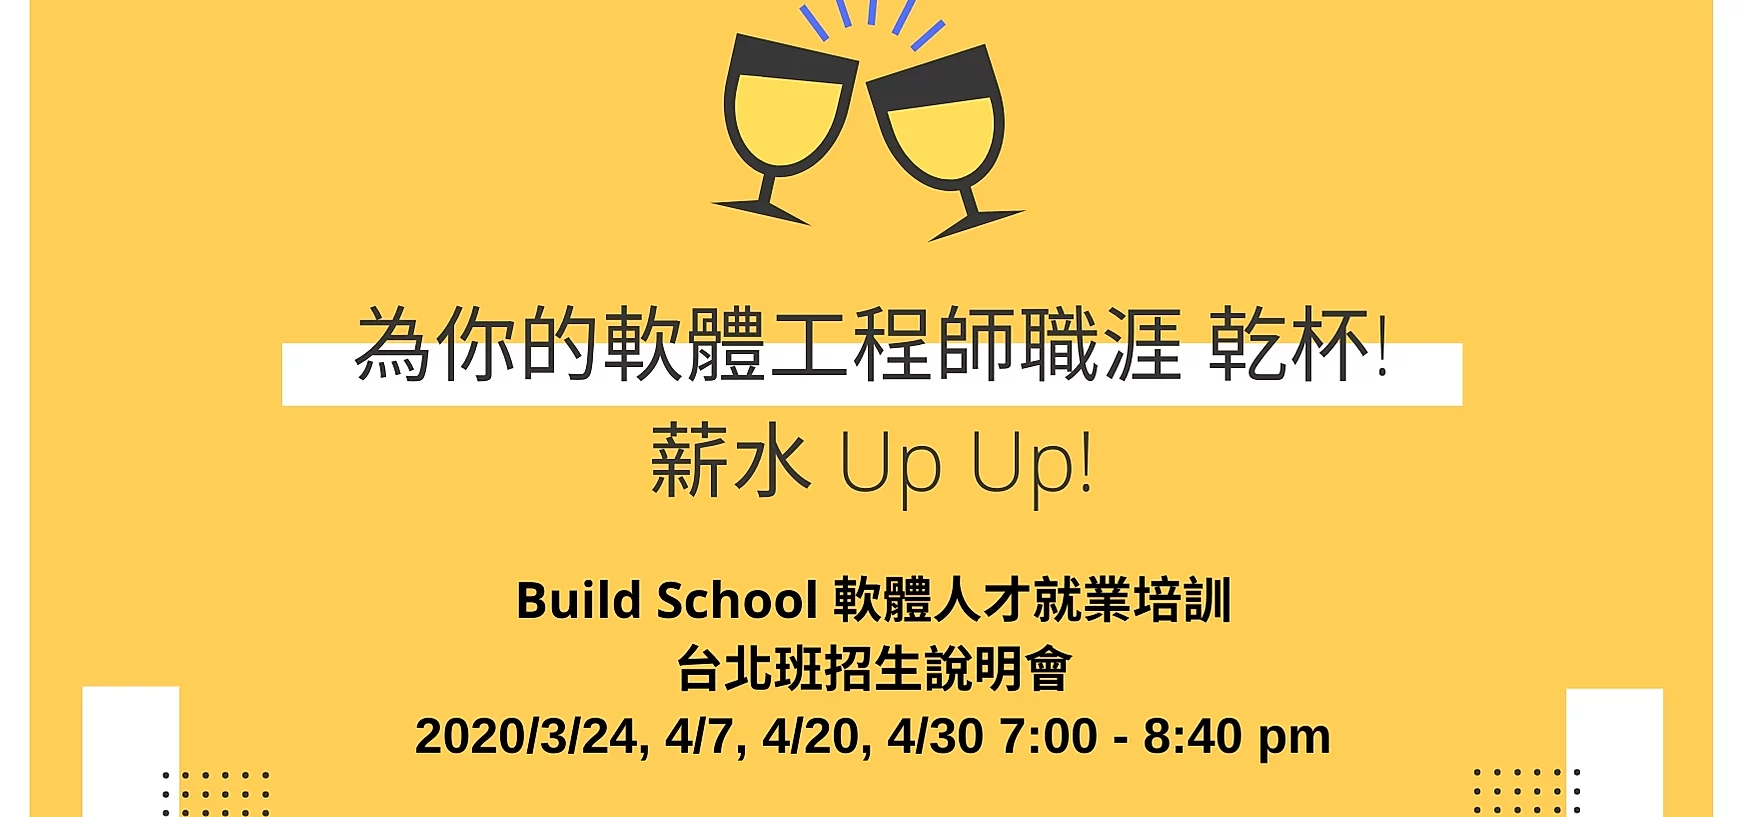 為你的軟體工程師職涯 乾杯!
薪水 Up Up!
Build School 軟體人才就業培訓
台北班招生說明會
2020/3/24, 4/7, 4/20, 4/30 7:00 - 8:40 pm